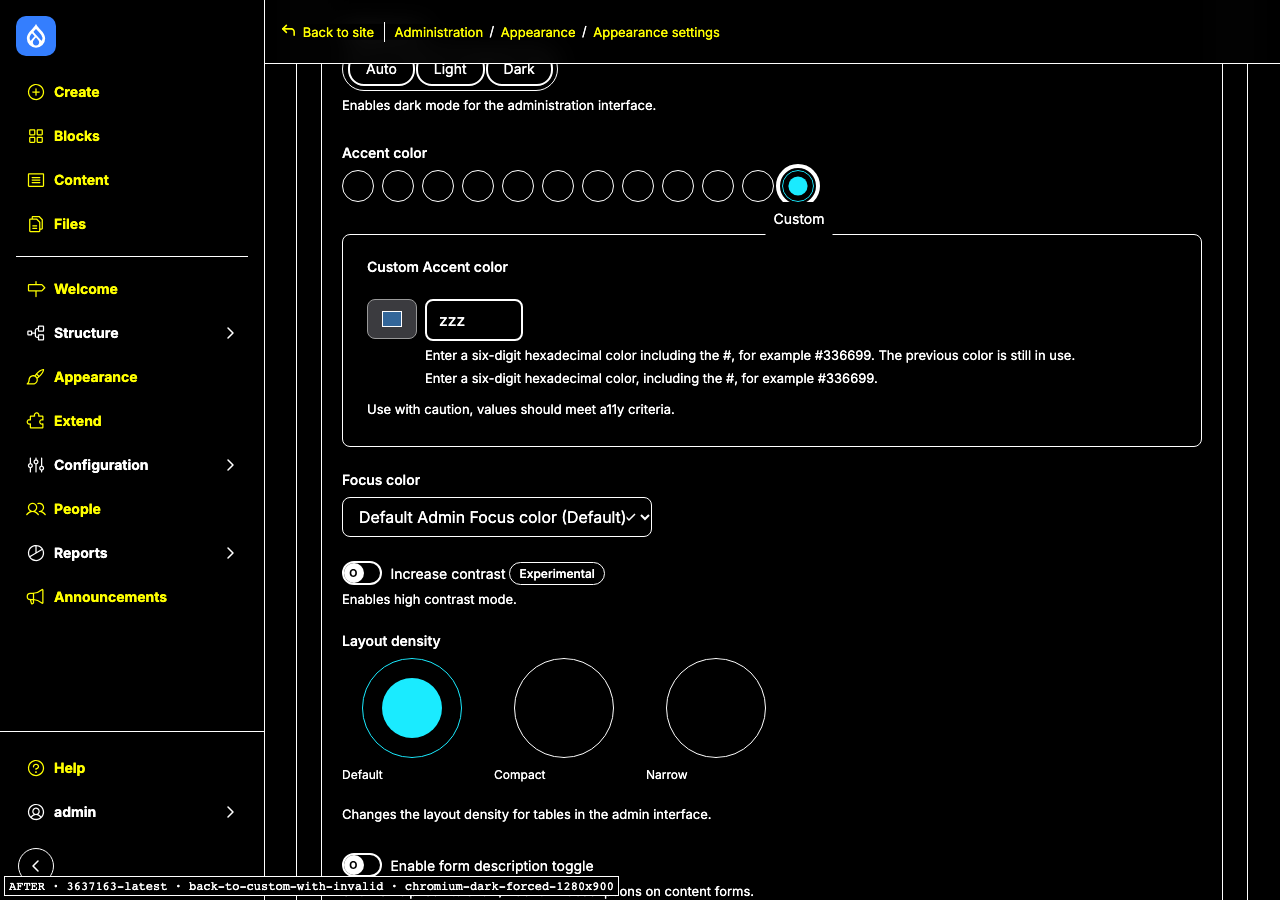 Back to site
Administration / Appearance / Appearance settings
Create
Blocks
Content
Files
Welcome
Structure
Appearance
Extend
Configuration
People
Reports
Announcements
Help
admin
Auto Light Dark
Enables dark mode for the administration interface.
Accent color
Custom
Custom Accent color
zzz
Enter a six-digit hexadecimal color including the #, for example #336699. The previous color is still in use.
Enter a six-digit hexadecimal color, including the #, for example #336699.
Use with caution, values should meet a11y criteria.
Focus color
Default Admin Focus color (Default)
Increase contrast Experimental
Enables high contrast mode.
Layout density
Default Compact Narrow
Changes the layout density for tables in the admin interface.
Enable form description toggle
ons on content forms.
AFTER • 3637163-latest • back-to-custom-with-invalid • chromium-dark-forced-1280x900